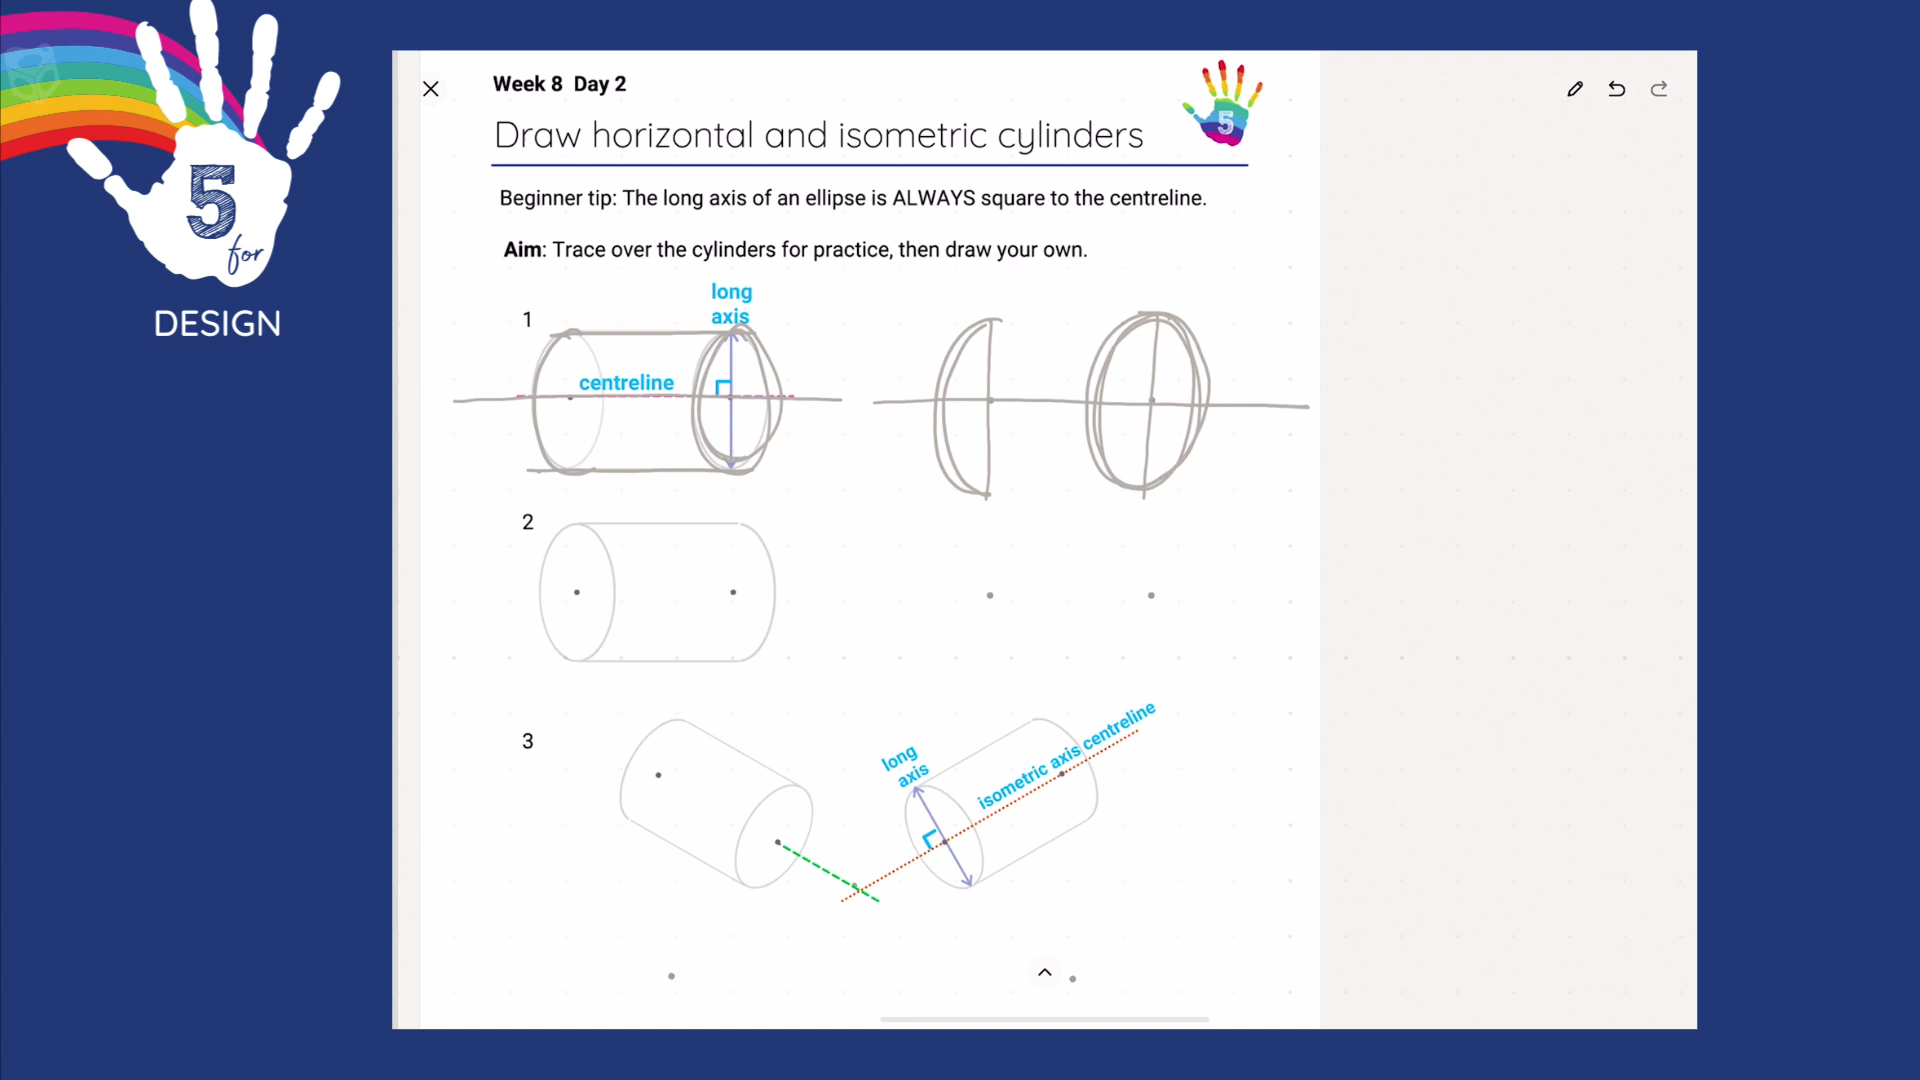 5
for
DESIGN
Week 8 Day 2
5
Draw horizontal and isometric cylinders
Beginner tip: The long axis of an ellipse is ALWAYS square to the centreline.
Aim: Trace over the cylinders for practice, then draw your own.
1
long
axis
centreline
2
3
long
axis
isometric axis centreline